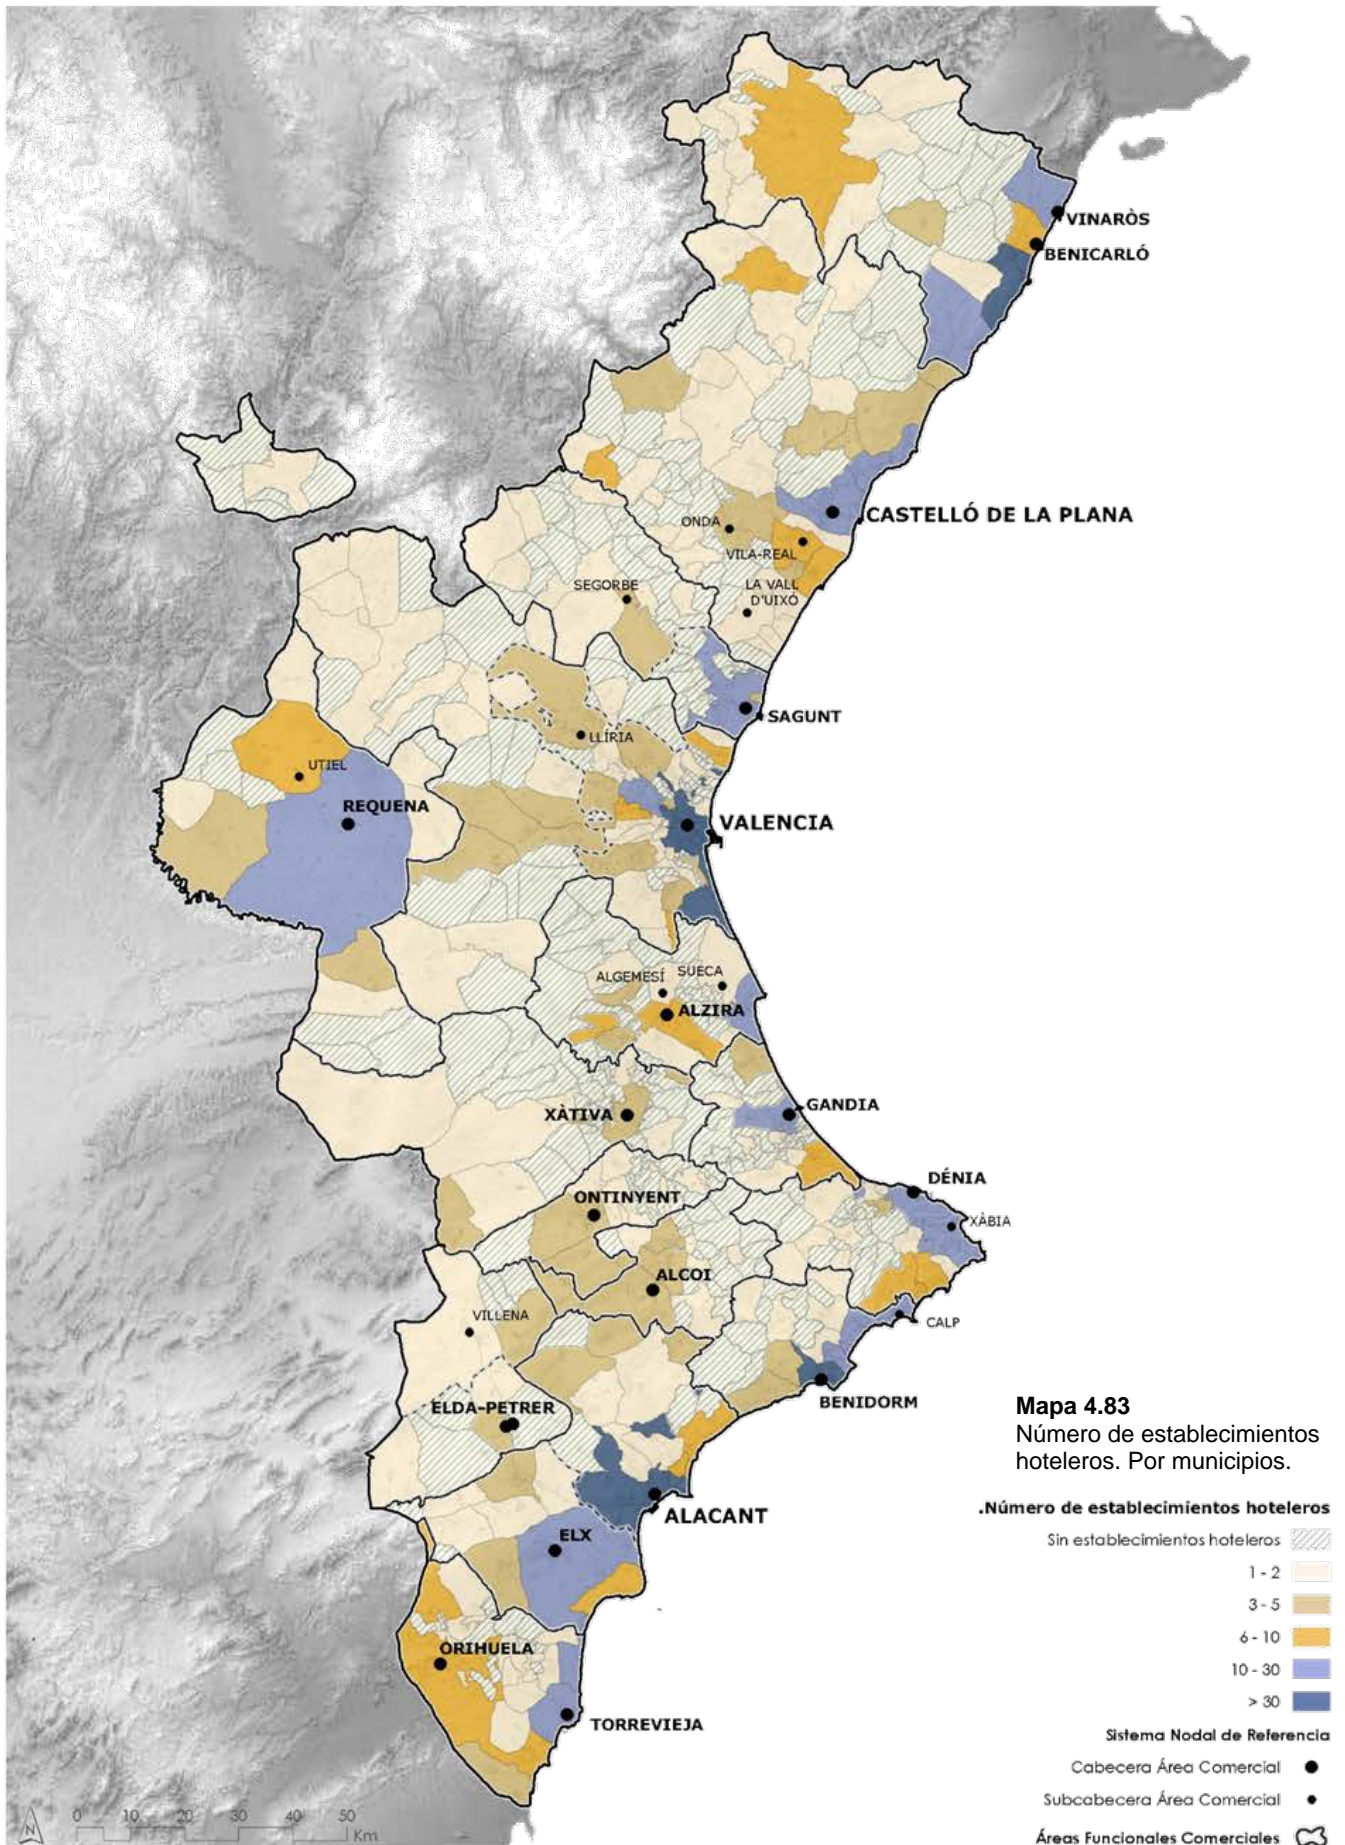 VINARÒS
BENICARLÓ
CASTELLÓ DE LA PLANA
ONDA
VILA-REAL
SEGORBE
LA VALL
D'UIXÓ
SAGUNT
LLÍRIA
UTIEL
REQUENA
VALENCIA
ALGEMESÍ
SUECA
ALZIRA
XÀTIVA
GANDIA
DÉNIA
ONTINYENT
XÀBIA
ALCOI
VILLENA
CALP
BENIDORM
ELDA-PETRER
ALACANT
ELX
ORIHUELA
TORREVIEJA
Mapa 4.83
Número de establecimientos
hoteleros. Por municipios.
.Número de establecimientos hoteleros
Sin establecimientos hoteleros
1 - 2
3 - 5
6 - 10
10 - 30
> 30
Sistema Nodal de Referencia
Cabecera Área Comercial
Subcabecera Área Comercial
Áreas Funcionales Comerciales
N
0 10 20 30 40 50
Km